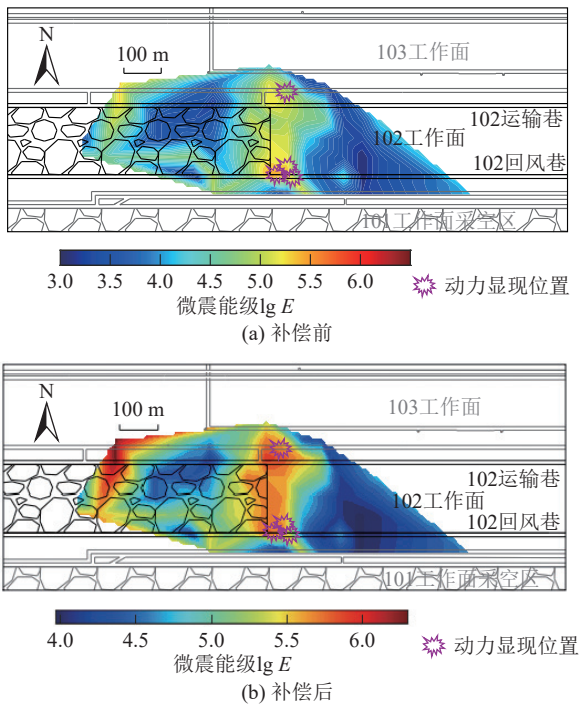 N
100 m
103工作面
102运输巷
102工作面
102回风巷
101工作面采空区
3.0 3.5 4.0 4.5 5.0 5.5 6.0
微震能级lg E
动力显现位置
(a) 补偿前
N
100 m
103工作面
102运输巷
102工作面
102回风巷
101工作面采空区
4.0 4.5 5.0 5.5 6.0
微震能级lg E
动力显现位置
(b) 补偿后